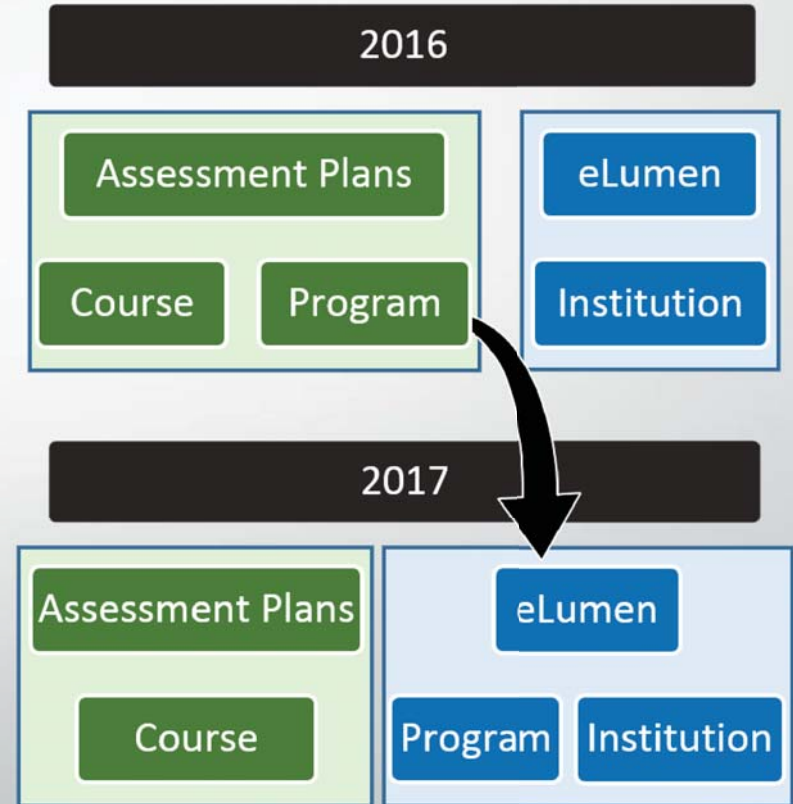 2016
Assessment Plans
eLumen
Course
Program
Institution
2017
Assessment Plans
eLumen
Course
Program
Institution